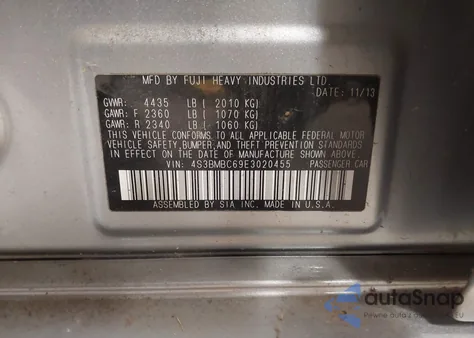 MFD BY FUJI HEAVY INDUSTRIES LTD.
DATE: 11/13
GVWR: 4435 LB ( 2010 KG)
GAWR: F 2360 LB ( 1070 KG)
GAWR: R 2340 LB ( 1060 KG)
THIS VEHICLE CONFORMS TO ALL APPLICABLE FEDERAL MOTOR
VEHICLE SAFETY, BUMPER, AND THEFT PREVENTION STANDARDS
IN EFFECT ON THE DATE OF MANUFACTURE SHOWN ABOVE.
VIN: 4S3BMBC69E3020455 PASSENGER CAR
ASSEMBLED BY SIA INC. MADE IN U.S.A.
autaSnap
Pewne auta z